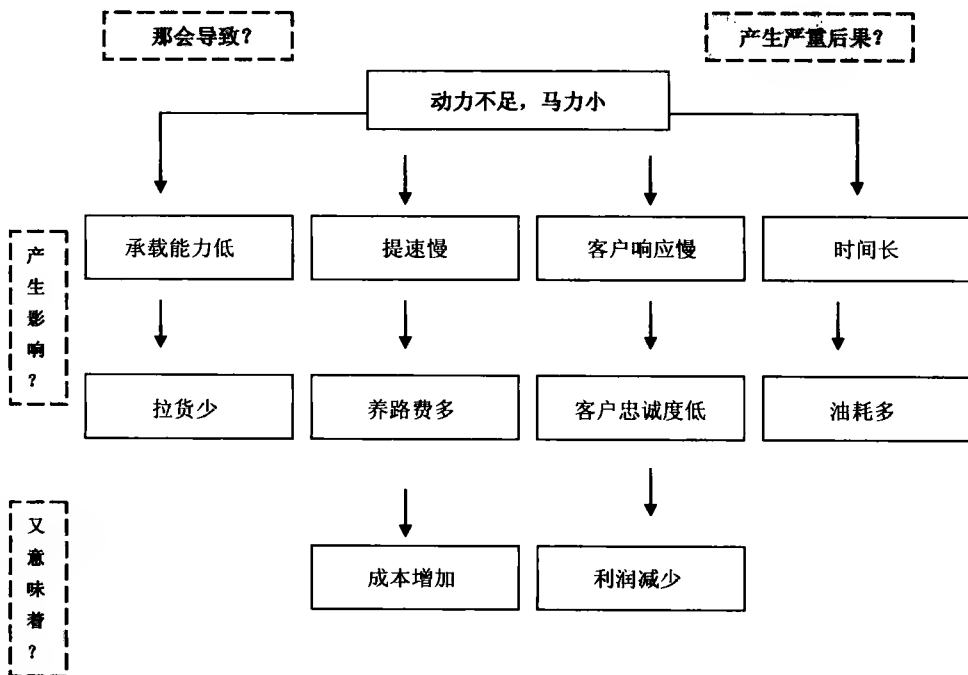 那会导致？
产生严重后果？
动力不足，马力小
承载能力低
提速慢
客户响应慢
时间长
产生影响？
拉货少
养路费多
客户忠诚度低
油耗多
又意味着？
成本增加
利润减少